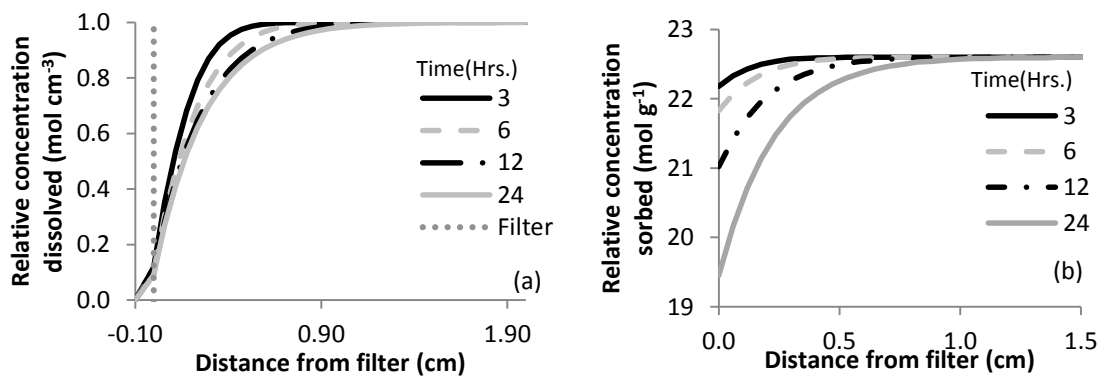 Relative concentration
dissolved (mol cm⁻³)
1.0
0.8
0.6
0.4
0.2
0.0
-0.10
0.90
1.90
Distance from filter (cm)
Time(Hrs.)
3
6
12
24
Filter
(a)
Relative concentration
sorbed (mol g⁻¹)
23
22
21
20
19
0.0
0.5
1.0
1.5
Distance from filter (cm)
Time(Hrs.)
3
6
12
24
(b)